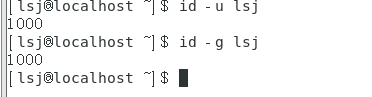 [lsj@localhost ~]$ id -u lsj
1000
[lsj@localhost ~]$ id -g lsj
1000
[lsj@localhost ~]$